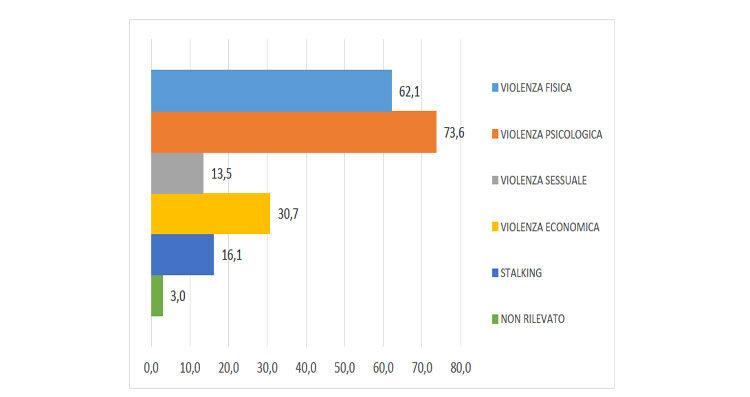 62,1
VIOLENZA FISICA
73,6
VIOLENZA PSICOLOGICA
13,5
VIOLENZA SESSUALE
30,7
VIOLENZA ECONOMICA
16,1
STALKING
3,0
NON RILEVATO
0,0 10,0 20,0 30,0 40,0 50,0 60,0 70,0 80,0